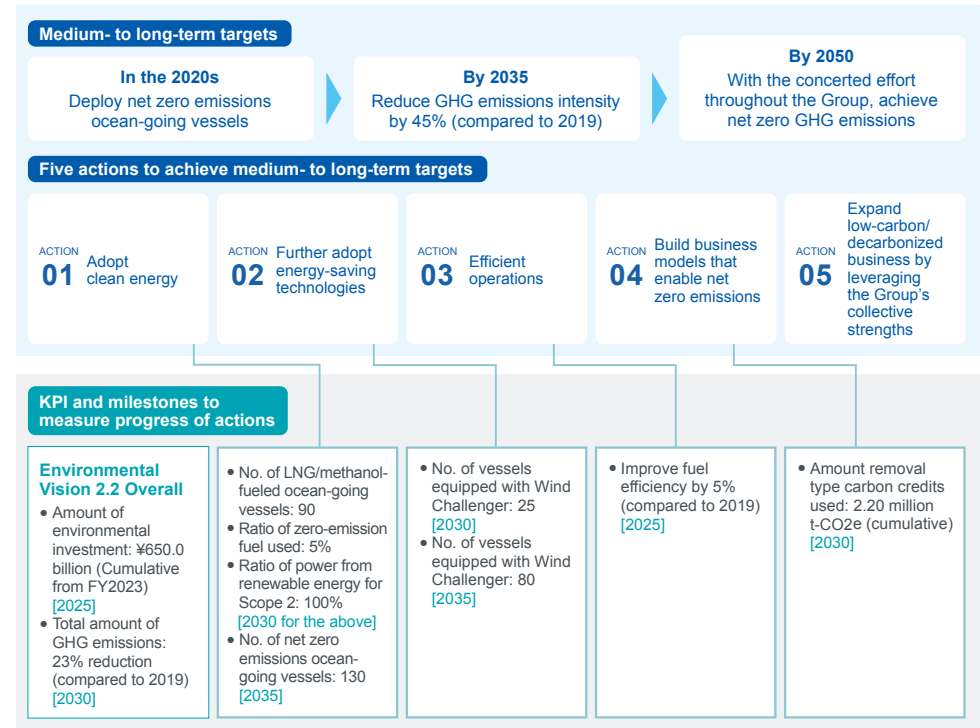 Medium- to long-term targets
In the 2020s
Deploy net zero emissions
ocean-going vessels
By 2035
Reduce GHG emissions intensity
by 45% (compared to 2019)
By 2050
With the concerted effort
throughout the Group, achieve
net zero GHG emissions
Five actions to achieve medium- to long-term targets
ACTION
01
Adopt
clean energy
ACTION
02
Further adopt
energy-saving
technologies
ACTION
03
Efficient
operations
ACTION
04
Build business
models that
enable net
zero emissions
ACTION
05
Expand
low-carbon/
decarbonized
business by
leveraging
the Group's
collective
strengths
KPI and milestones to
measure progress of actions
Environmental
Vision 2.2 Overall
• Amount of
environmental
investment: ¥650.0
billion (Cumulative
from FY2023)
[2025]
• Total amount of
GHG emissions:
23% reduction
(compared to 2019)
[2030]
• No. of LNG/methanol-
fueled ocean-going
vessels: 90
• Ratio of zero-emission
fuel used: 5%
• Ratio of power from
renewable energy for
Scope 2: 100%
[2030 for the above]
• No. of net zero
emissions ocean-
going vessels: 130
[2035]
• No. of vessels
equipped with Wind
Challenger: 25
[2030]
• No. of vessels
equipped with Wind
Challenger: 80
[2035]
• Improve fuel
efficiency by 5%
(compared to 2019)
[2025]
• Amount removal
type carbon credits
used: 2.20 million
t-CO2e (cumulative)
[2030]